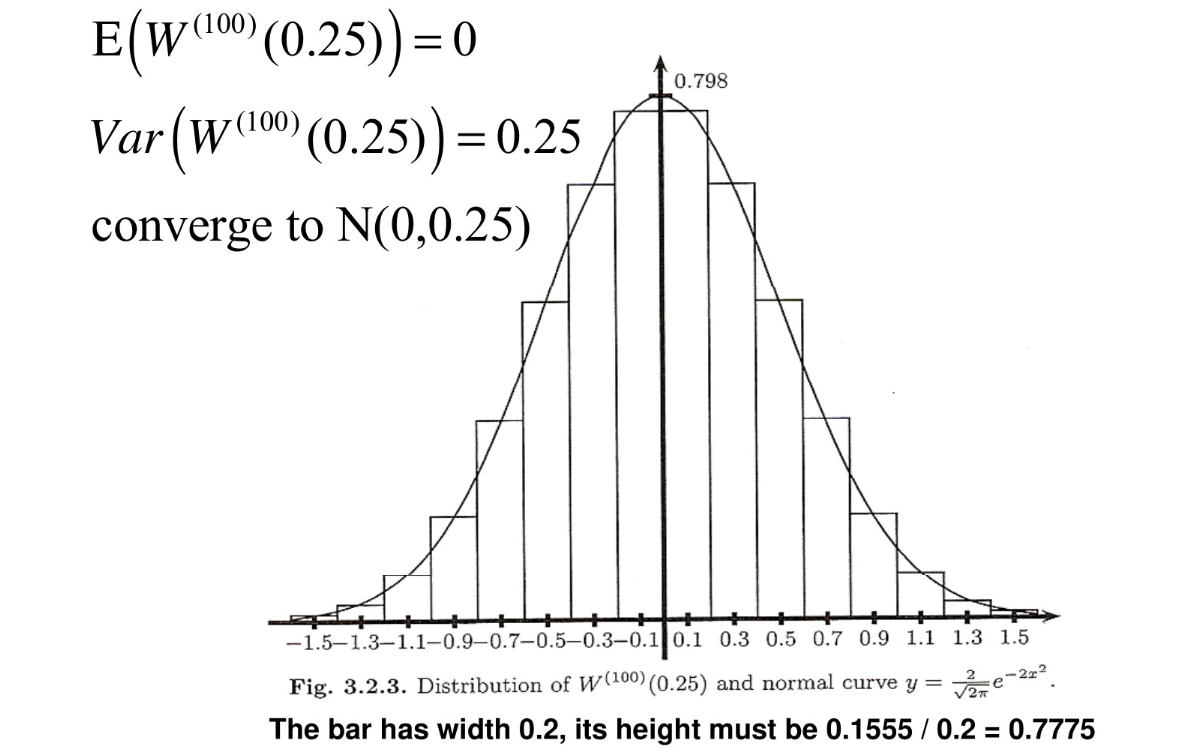 E(W^(100)(0.25)) = 0
Var(W^(100)(0.25)) = 0.25
converge to N(0,0.25)
0.798
−1.5−1.3−1.1−0.9−0.7−0.5−0.3−0.1 0.1 0.3 0.5 0.7 0.9 1.1 1.3 1.5
Fig. 3.2.3. Distribution of W^(100)(0.25) and normal curve y = 2/√2π e^−2x².
The bar has width 0.2, its height must be 0.1555 / 0.2 = 0.7775